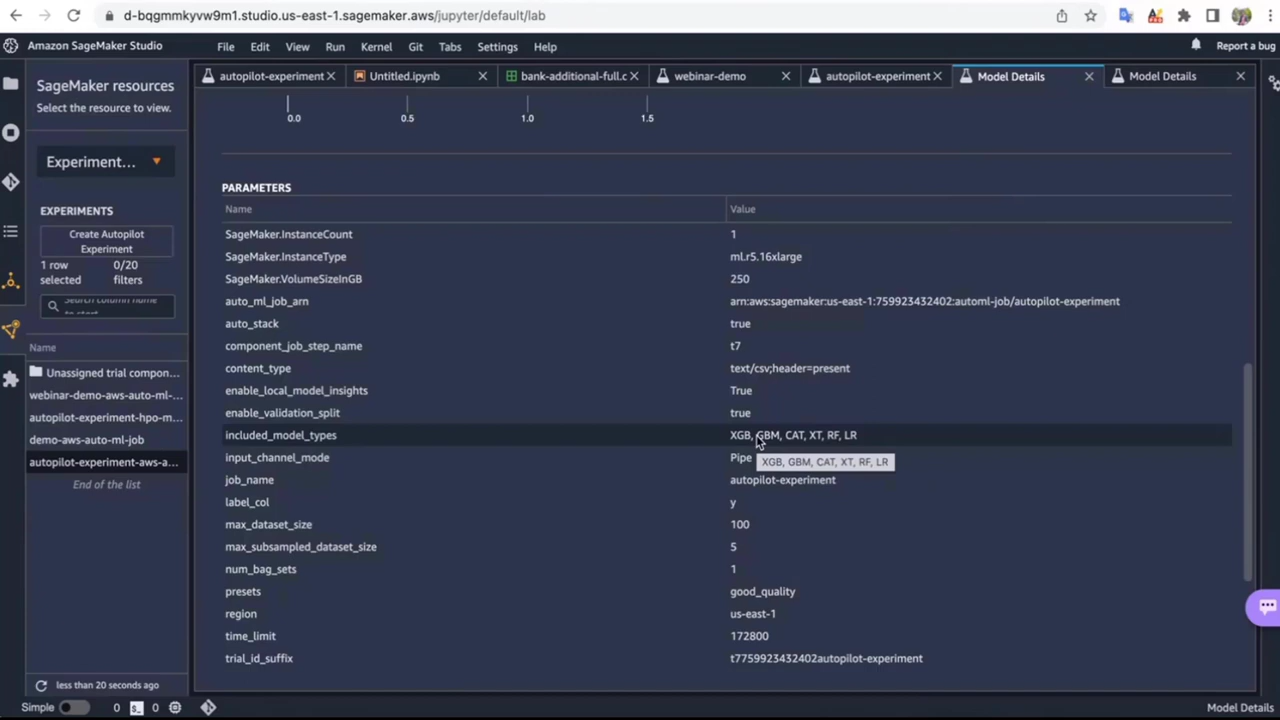 d-bqgmmkyvw9m1.studio.us-east-1.sagemaker.aws/jupyter/default/lab
Amazon SageMaker Studio
File Edit View Run Kernel Git Tabs Settings Help
Report a bug
SageMaker resources
Select the resource to view.
Experiment...
EXPERIMENTS
Create Autopilot
Experiment
1 row
selected
0/20
filters
Search column name
to start
Name
Unassigned trial compon...
webinar-demo-aws-auto-ml-...
autopilot-experiment-hpo-m...
demo-aws-auto-ml-job
autopilot-experiment-aws-a...
End of the list
less than 20 seconds ago
autopilot-experiment
Untitled.ipynb
bank-additional-full.c
webinar-demo
autopilot-experiment
Model Details
Model Details
0.0 0.5 1.0 1.5
PARAMETERS
Name Value
SageMaker.InstanceCount 1
SageMaker.InstanceType ml.r5.16xlarge
SageMaker.VolumeSizeInGB 250
auto_ml_job_arn arn:aws:sagemaker:us-east-1:759923432402:automl-job/autopilot-experiment
auto_stack true
component_job_step_name t7
content_type text/csv;header=present
enable_local_model_insights True
enable_validation_split true
included_model_types XGB, GBM, CAT, XT, RF, LR
input_channel_mode Pipe
XGB, GBM, CAT, XT, RF, LR
job_name autopilot-experiment
label_col y
max_dataset_size 100
max_subsampled_dataset_size 5
num_bag_sets 1
presets good_quality
region us-east-1
time_limit 172800
trial_id_suffix t7759923432402autopilot-experiment
Simple 0 $_ 0
Model Details